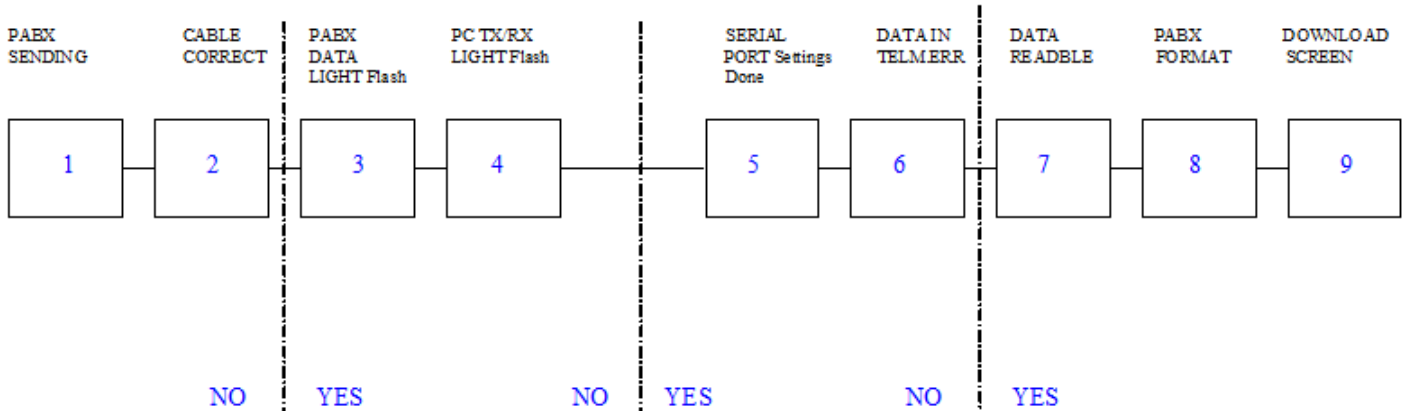 PABX
SENDING
CABLE
CORRECT
PABX
DATA
LIGHT Flash
PC TX/RX
LIGHT Flash
SERIAL
PORT Settings
Done
DATA IN
TELM.ERR
DATA
READBLE
PABX
FORMAT
DOWNLOAD
SCREEN
1
2
3
4
5
6
7
8
9
NO
YES
NO
YES
NO
YES